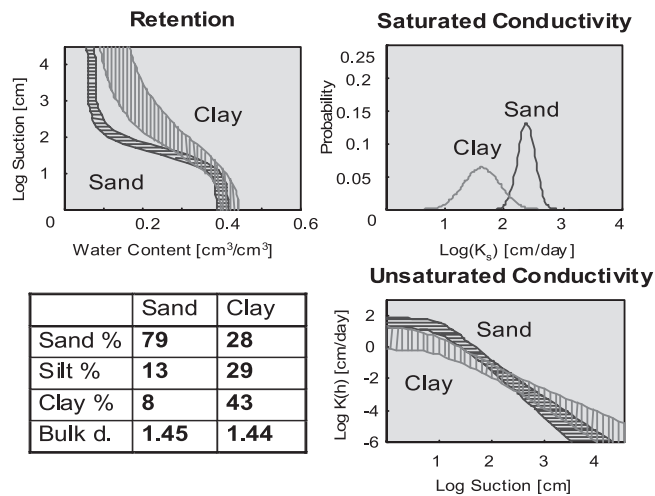 Retention
Log Suction [cm]
4
3
2
1
0
0.2
0.4
0.6
Clay
Sand
Water Content [cm³/cm³]
Saturated Conductivity
Probability
0.25
0.2
0.15
0.1
0.05
0
1
2
3
4
Sand
Clay
Log(Kₛ) [cm/day]
Sand Clay
Sand % 79 28
Silt % 13 29
Clay % 8 43
Bulk d. 1.45 1.44
Unsaturated Conductivity
Log K(h) [cm/day]
2
0
-2
-4
-6
1
2
3
4
Sand
Clay
Log Suction [cm]